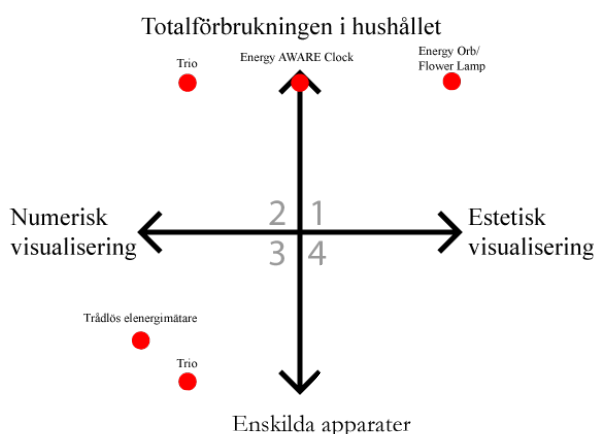 Totalförbrukningen i hushållet
Trio
Energy AWARE Clock
Energy Orb/
Flower Lamp
2 1
Numerisk
visualisering
Estetisk
visualisering
3 4
Trådlös elenergimätare
Trio
Enskilda apparater